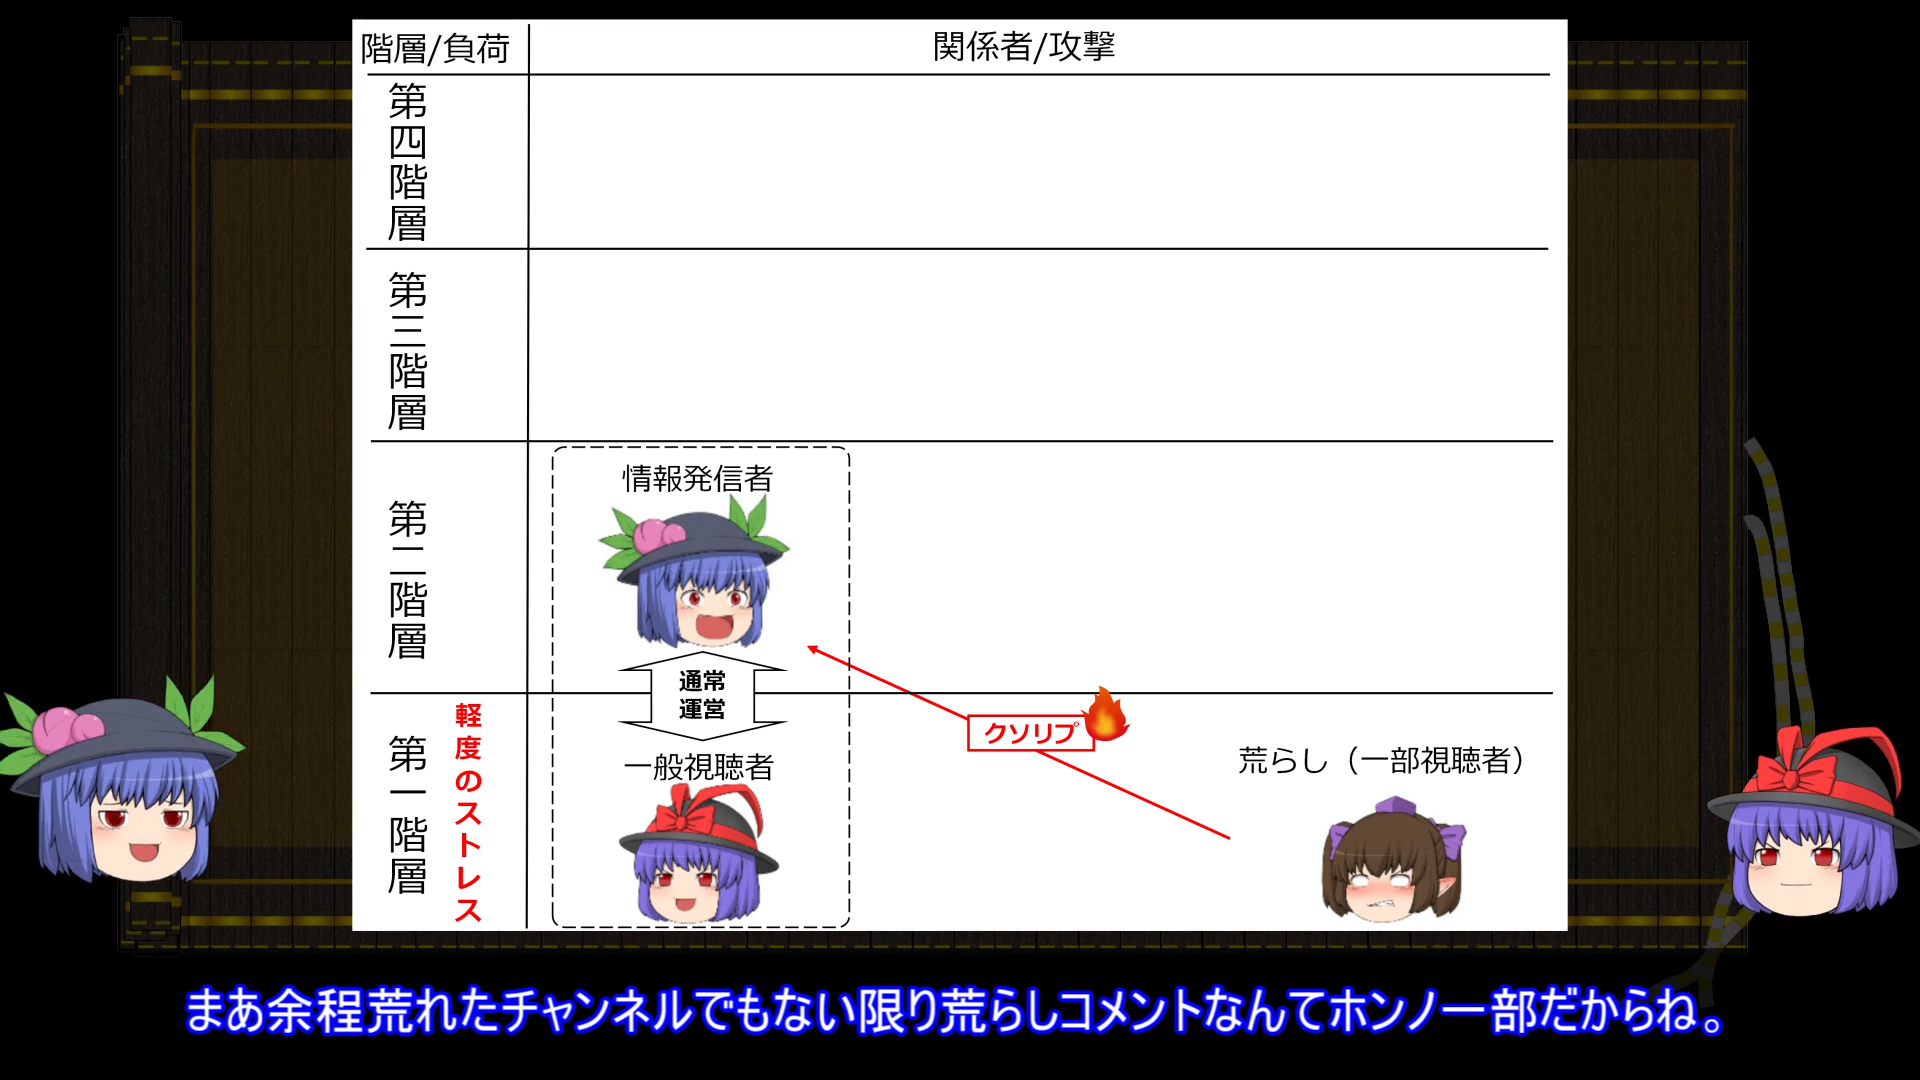 階層/負荷
関係者/攻撃
第四階層
第三階層
第二階層
情報発信者
通常
運営
第一階層
軽度のストレス
一般視聴者
クソリプ
荒らし（一部視聴者）
まあ余程荒れたチャンネルでもない限り荒らしコメントなんてホンノ一部だからね。